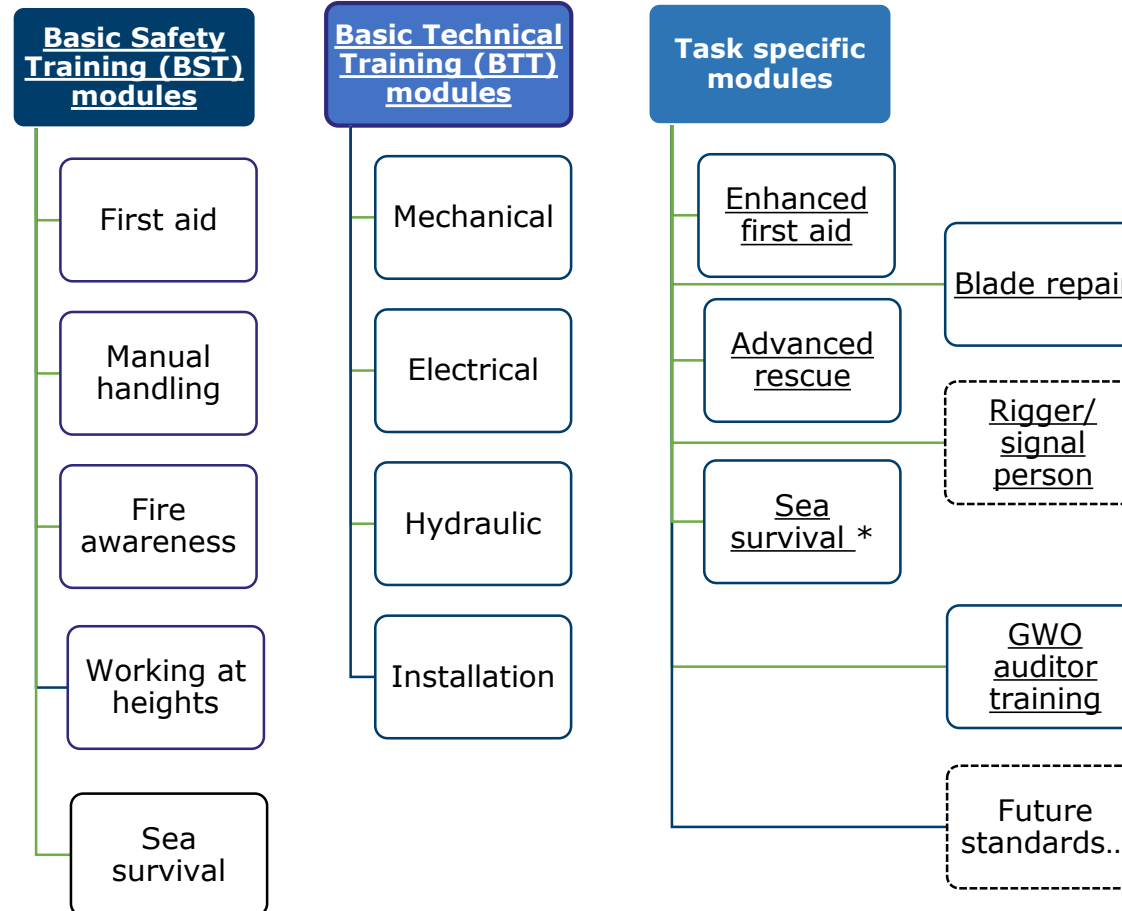 Basic Safety
Training (BST)
modules
First aid
Manual
handling
Fire
awareness
Working at
heights
Sea
survival
Basic Technical
Training (BTT)
modules
Mechanical
Electrical
Hydraulic
Installation
Task specific
modules
Enhanced
first aid
Advanced
rescue
Sea
survival *
Blade repair
Rigger/
signal
person
GWO
auditor
training
Future
standards…